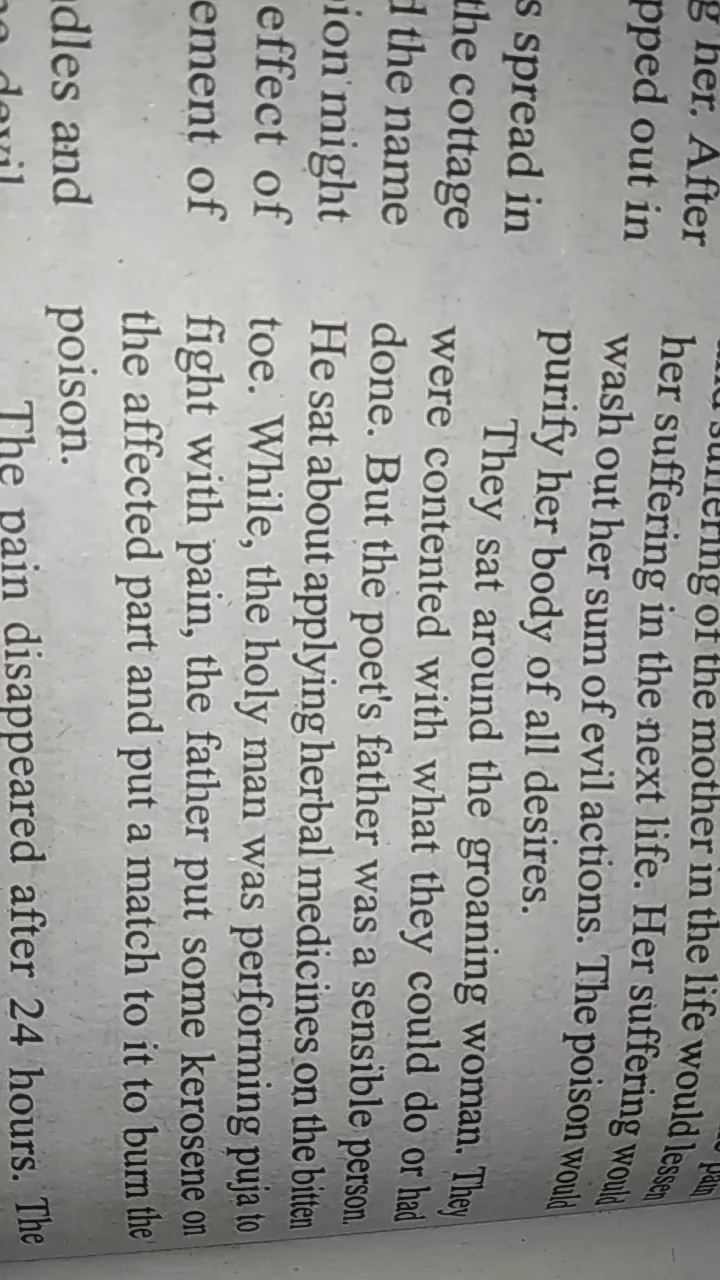 g her. After
pped out in
s spread in
the cottage
d the name
ion might
effect of
ement of
dles and
devil
pain
suffering of the mother in the life would lessen
her suffering in the next life. Her suffering would
wash out her sum of evil actions. The poison would
purify her body of all desires.
They sat around the groaning woman. They
were contented with what they could do or had
done. But the poet's father was a sensible person.
He sat about applying herbal medicines on the bitten
toe. While, the holy man was performing puja to
fight with pain, the father put some kerosene on
the affected part and put a match to it to burn the
poison.
The pain disappeared after 24 hours. The